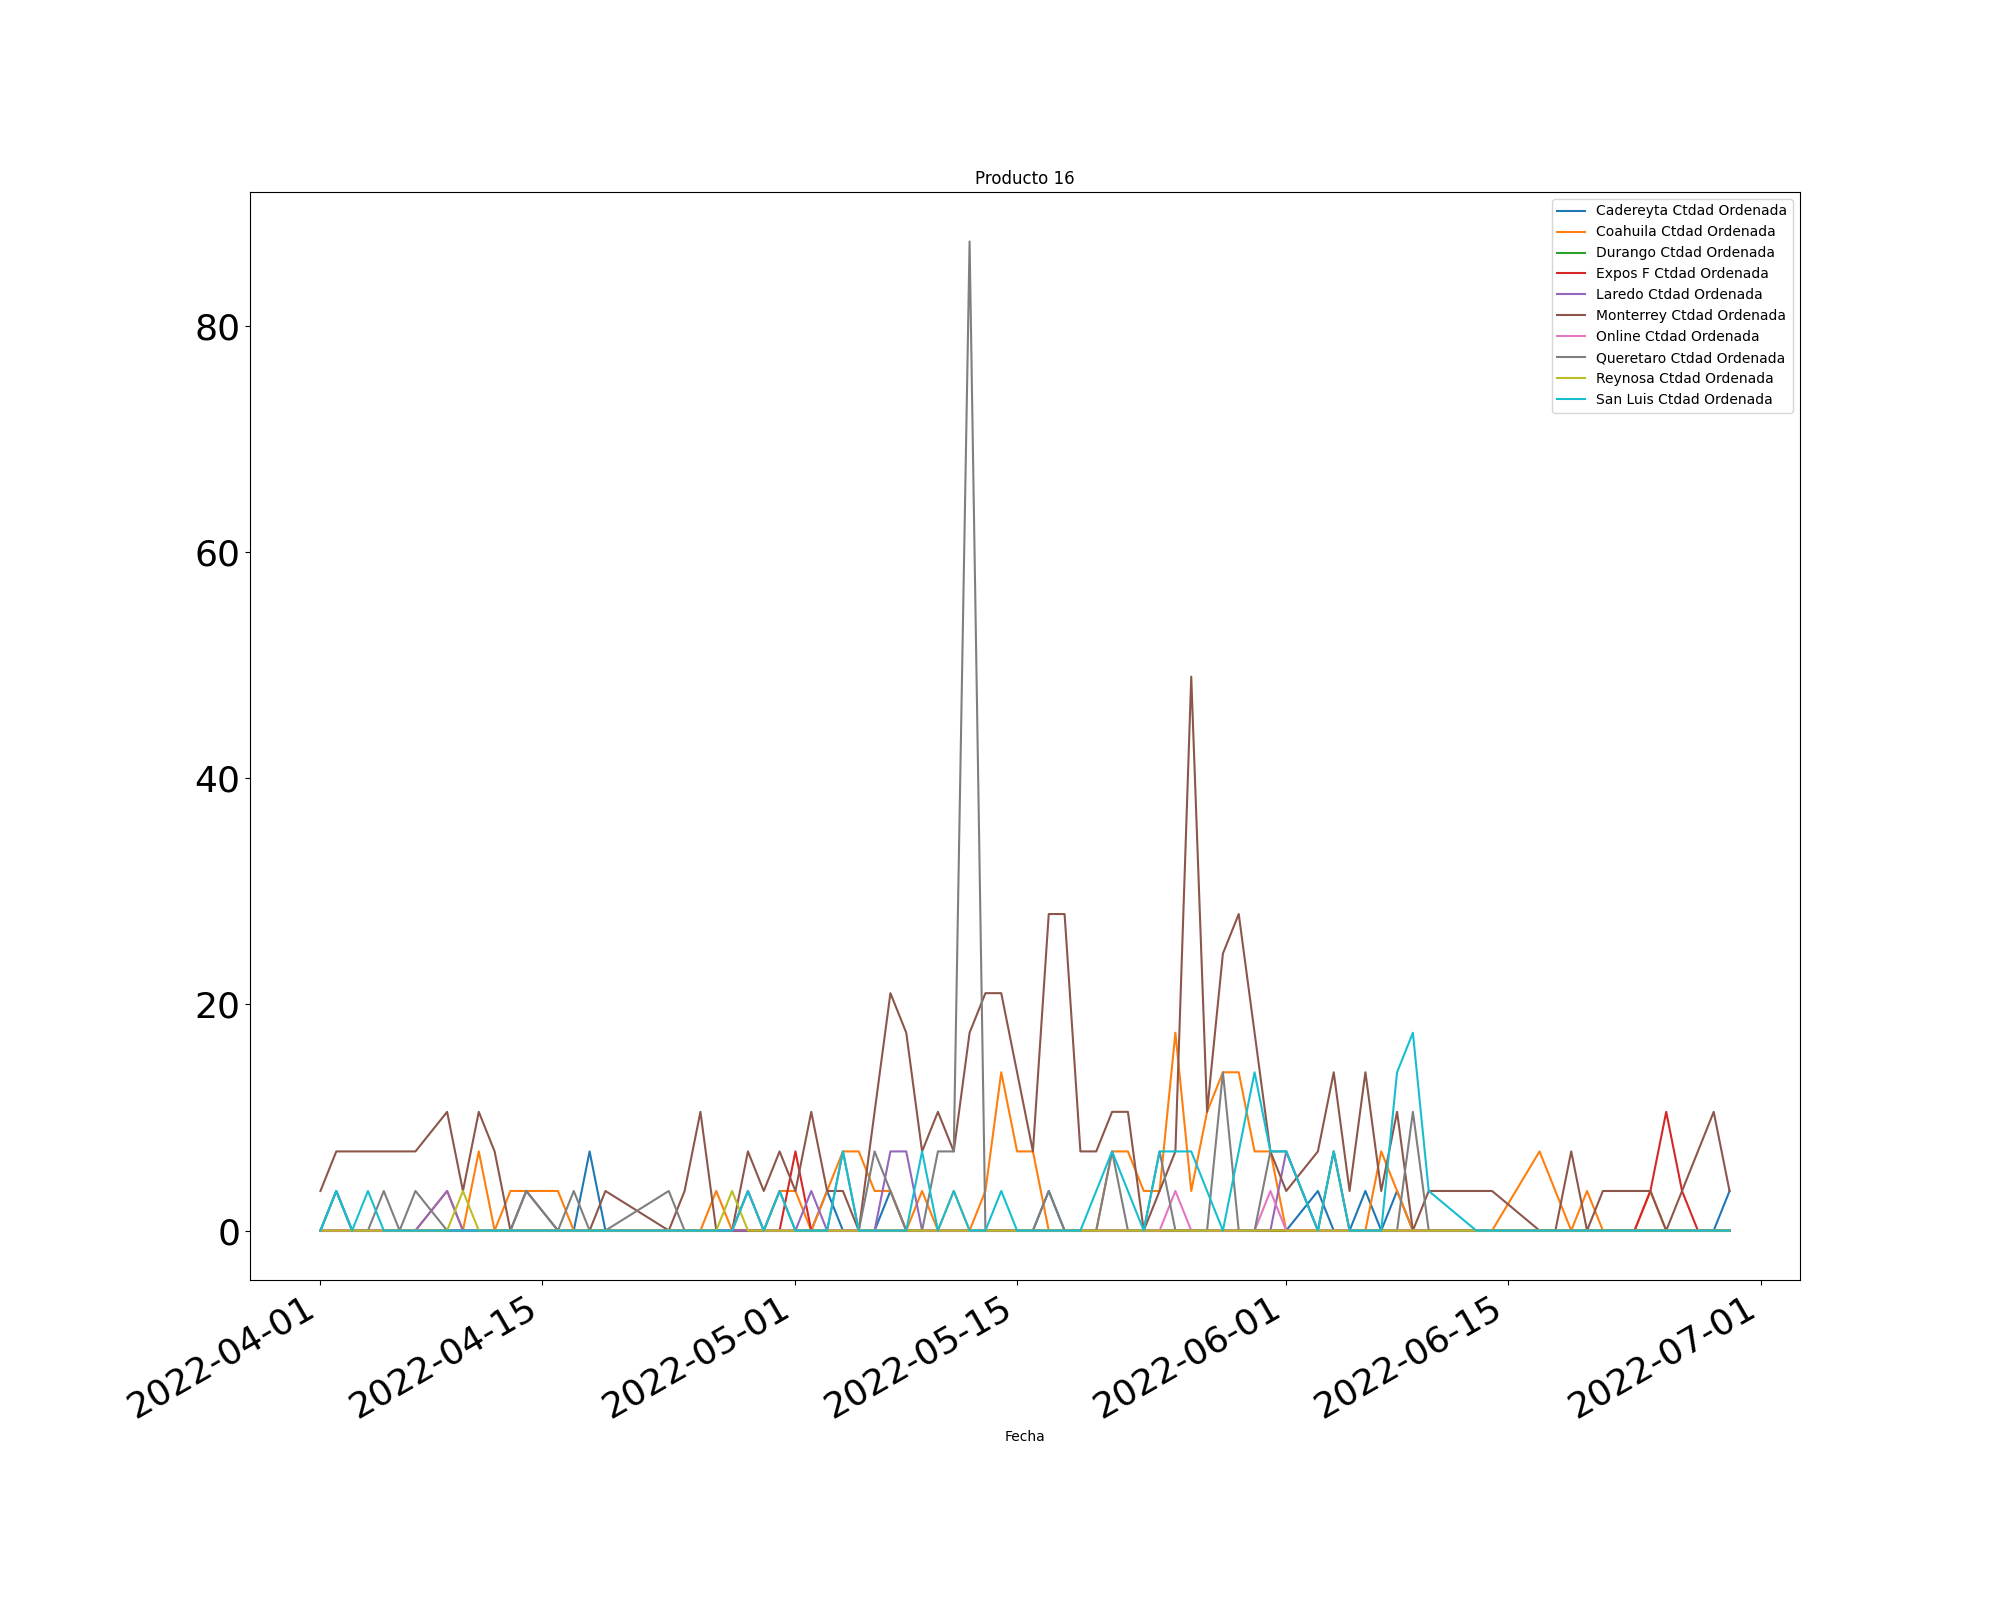 Producto 16
Cadereyta Ctdad Ordenada
Coahuila Ctdad Ordenada
Durango Ctdad Ordenada
Expos F Ctdad Ordenada
Laredo Ctdad Ordenada
Monterrey Ctdad Ordenada
Online Ctdad Ordenada
Queretaro Ctdad Ordenada
Reynosa Ctdad Ordenada
San Luis Ctdad Ordenada
80
60
40
20
0
2022-04-01
2022-04-15
2022-05-01
2022-05-15
2022-06-01
2022-06-15
2022-07-01
Fecha